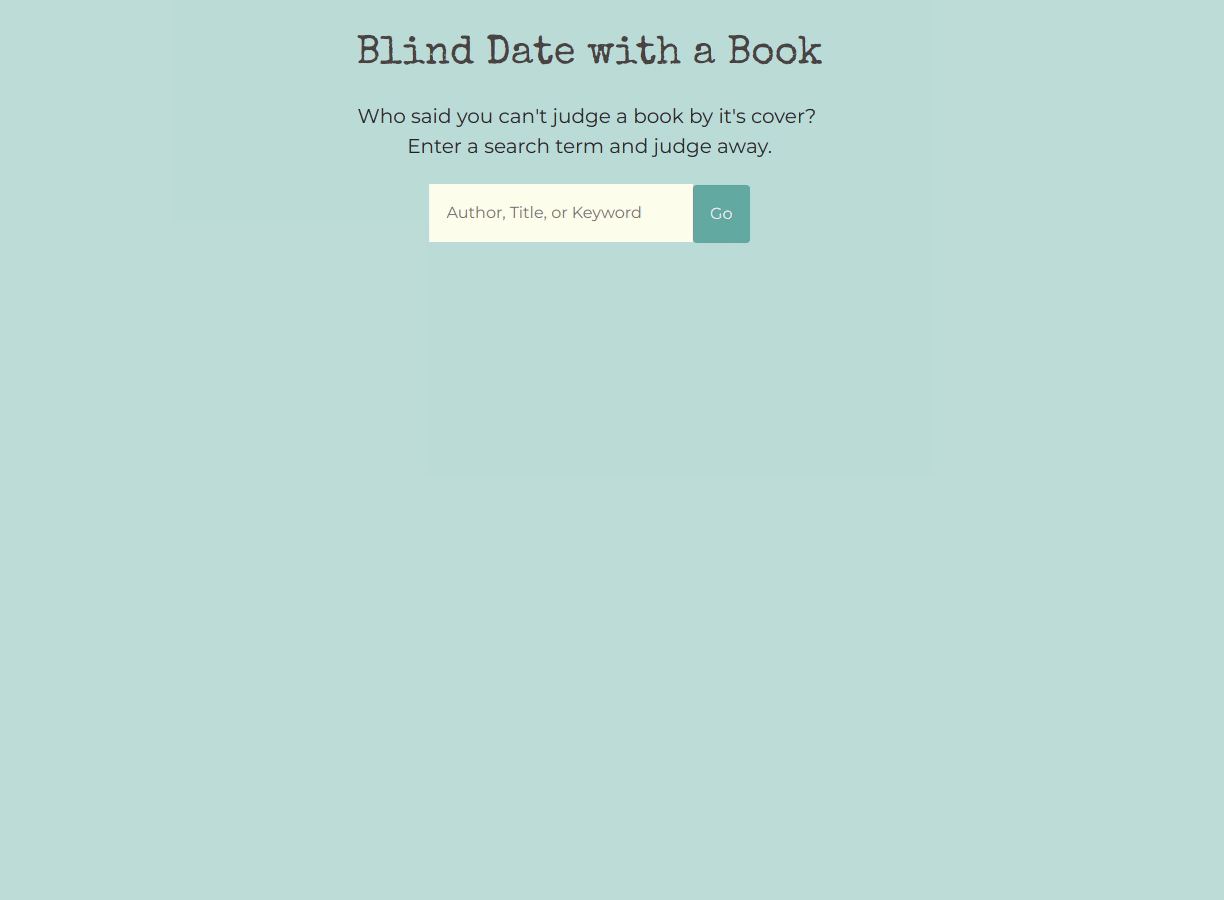 Blind Date with a Book
Who said you can't judge a book by it's cover?
Enter a search term and judge away.
Author, Title, or Keyword
Go